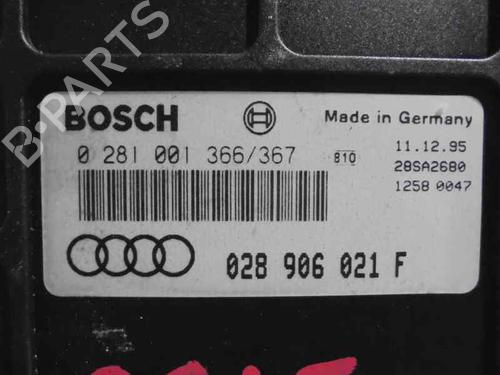 B-PARTS
BOSCH
Made in Germany
0 281 001 366/367
810
11.12.95
28SA2680
1258 0047
028 906 021 F